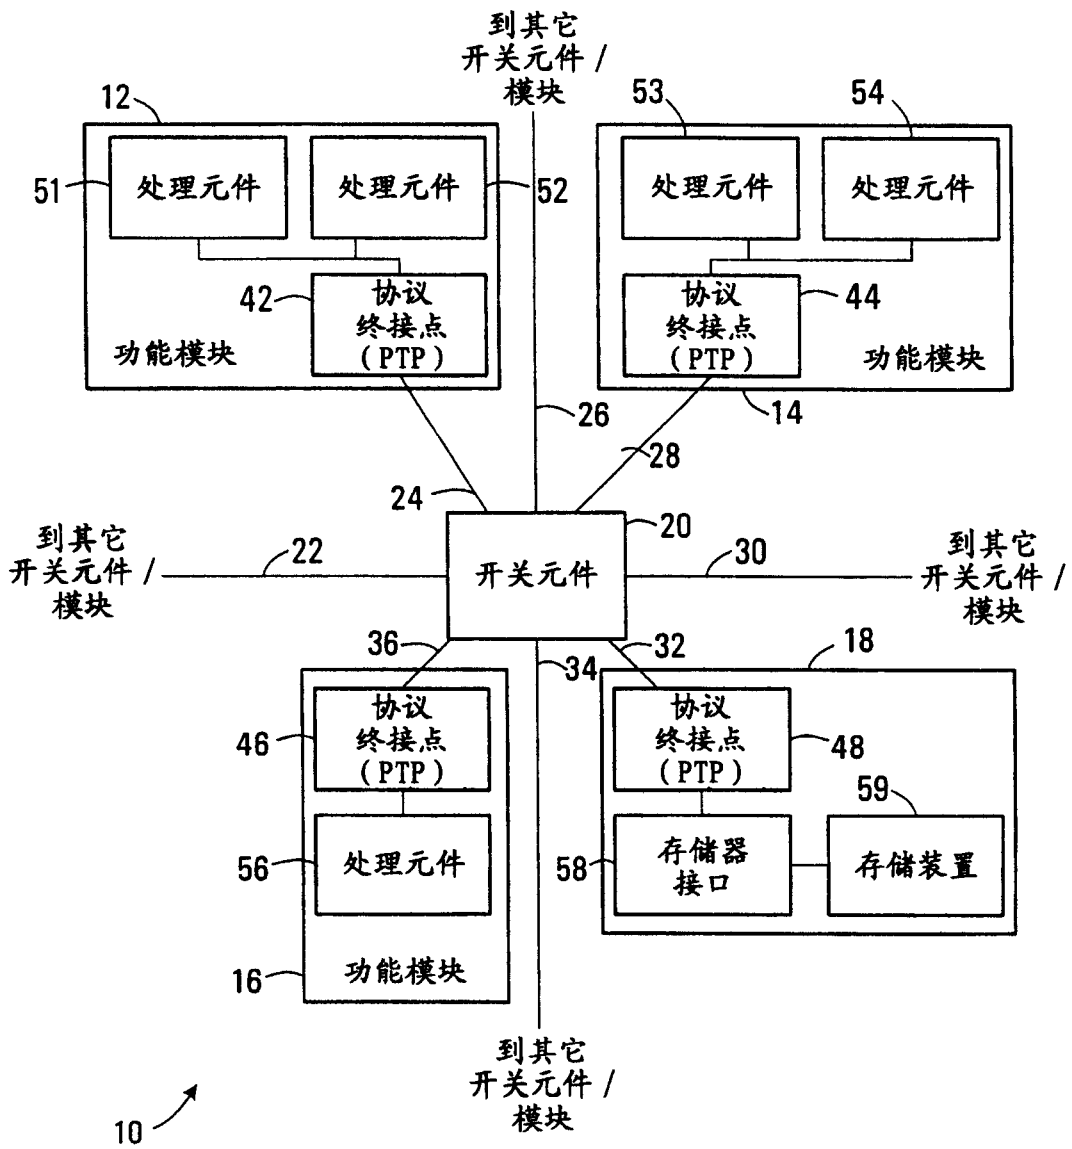 到其它
开关元件 /
模块
12
53
54
51
处理元件
处理元件
52
处理元件
处理元件
42
协议
终接点
(PTP)
功能模块
协议
终接点
(PTP)
44
功能模块
26
14
28
24
20
到其它
开关元件 /
模块
22
开关元件
30
到其它
开关元件 /
模块
36
34
32
18
46
协议
终接点
(PTP)
协议
终接点
(PTP)
48
59
56
处理元件
58
存储器
接口
存储装置
16
功能模块
到其它
开关元件 /
模块
10